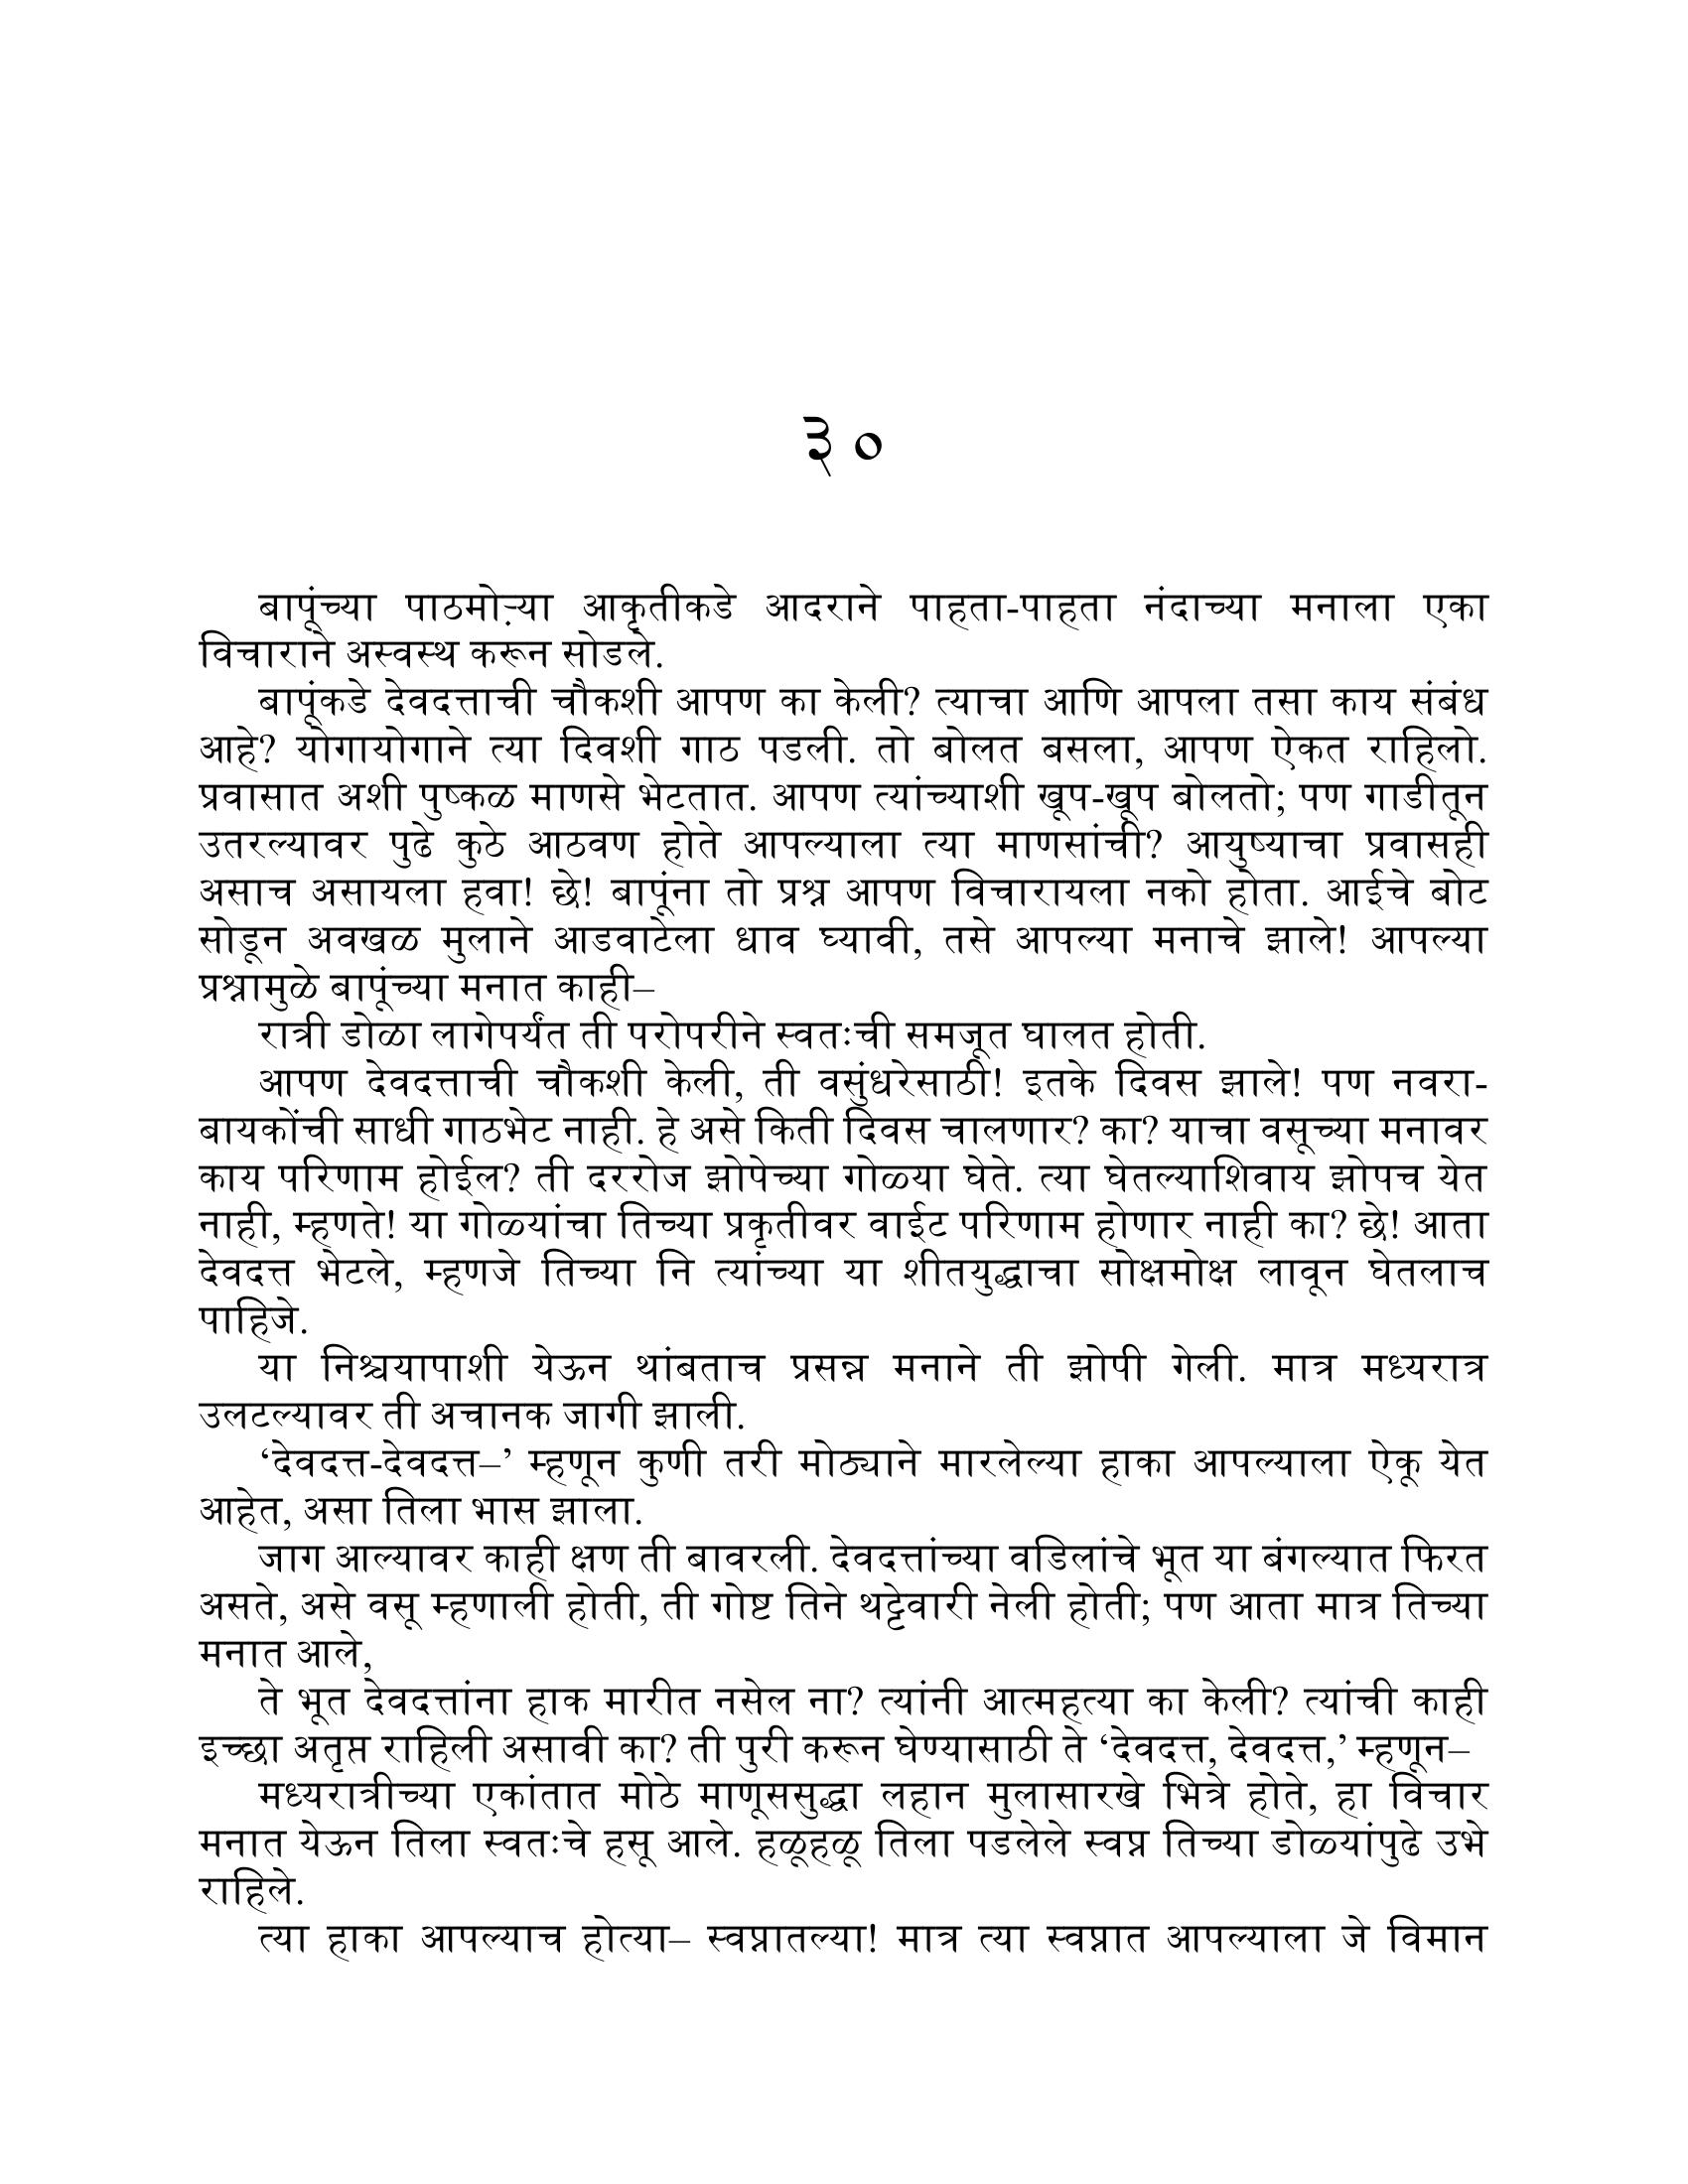 ३०
बापूंच्या पाठमोऱ्या आकृतीकडे आदराने पाहता-पाहता नंदाच्या मनाला एका
विचाराने अस्वस्थ करून सोडले.
बापूंकडे देवदत्ताची चौकशी आपण का केली? त्याचा आणि आपला तसा काय संबंध
आहे? योगायोगाने त्या दिवशी गाठ पडली. तो बोलत बसला, आपण ऐकत राहिलो.
प्रवासात अशी पुष्कळ माणसे भेटतात. आपण त्यांच्याशी खूप-खूप बोलतो; पण गाडीतून
उतरल्यावर पुढे कुठे आठवण होते आपल्याला त्या माणसांची? आयुष्याचा प्रवासही
असाच असायला हवा! छे! बापूंना तो प्रश्न आपण विचारायला नको होता. आईचे बोट
सोडून अवखळ मुलाने आडवाटेला धाव घ्यावी, तसे आपल्या मनाचे झाले! आपल्या
प्रश्नामुळे बापूंच्या मनात काही–
रात्री डोळा लागेपर्यंत ती परोपरीने स्वतःची समजूत घालत होती.
आपण देवदत्ताची चौकशी केली, ती वसुंधरेसाठी! इतके दिवस झाले! पण नवरा-
बायकोंची साधी गाठभेट नाही. हे असे किती दिवस चालणार? का? याचा वसूच्या मनावर
काय परिणाम होईल? ती दररोज झोपेच्या गोळ्या घेते. त्या घेतल्याशिवाय झोपच येत
नाही, म्हणते! या गोळ्यांचा तिच्या प्रकृतीवर वाईट परिणाम होणार नाही का? छे! आता
देवदत्त भेटले, म्हणजे तिच्या नि त्यांच्या या शीतयुद्धाचा सोक्षमोक्ष लावून घेतलाच
पाहिजे.
या निश्चयापाशी येऊन थांबताच प्रसन्न मनाने ती झोपी गेली. मात्र मध्यरात्र
उलटल्यावर ती अचानक जागी झाली.
‘देवदत्त-देवदत्त–’ म्हणून कुणी तरी मोठ्याने मारलेल्या हाका आपल्याला ऐकू येत
आहेत, असा तिला भास झाला.
जाग आल्यावर काही क्षण ती बावरली. देवदत्तांच्या वडिलांचे भूत या बंगल्यात फिरत
असते, असे वसू म्हणाली होती, ती गोष्ट तिने थट्टेवारी नेली होती; पण आता मात्र तिच्या
मनात आले,
ते भूत देवदत्तांना हाक मारीत नसेल ना? त्यांनी आत्महत्या का केली? त्यांची काही
इच्छा अतृप्त राहिली असावी का? ती पुरी करून घेण्यासाठी ते ‘देवदत्त, देवदत्त,’ म्हणून–
मध्यरात्रीच्या एकांतात मोठे माणूससुद्धा लहान मुलासारखे भित्रे होते, हा विचार
मनात येऊन तिला स्वतःचे हसू आले. हळूहळू तिला पडलेले स्वप्न तिच्या डोळ्यांपुढे उभे
राहिले.
त्या हाका आपल्याच होत्या– स्वप्नातल्या! मात्र त्या स्वप्नात आपल्याला जे विमान